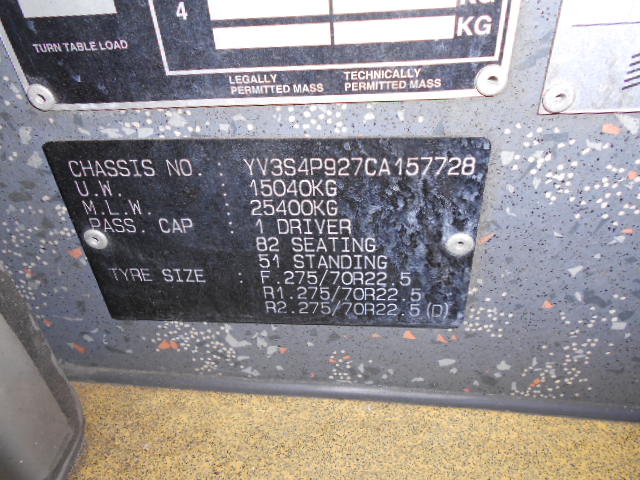 KG
4
KG
TURN TABLE LOAD
LEGALLY PERMITTED MASS
TECHNICALLY PERMITTED MASS
CHASSIS NO. : YV3S4P927CA157728
U.W. : 15040KG
M.L.W. : 25400KG
PASS. CAP : 1 DRIVER
82 SEATING
51 STANDING
TYRE SIZE : F.275/70R22.5
R1.275/70R22.5
R2.275/70R22.5(D)